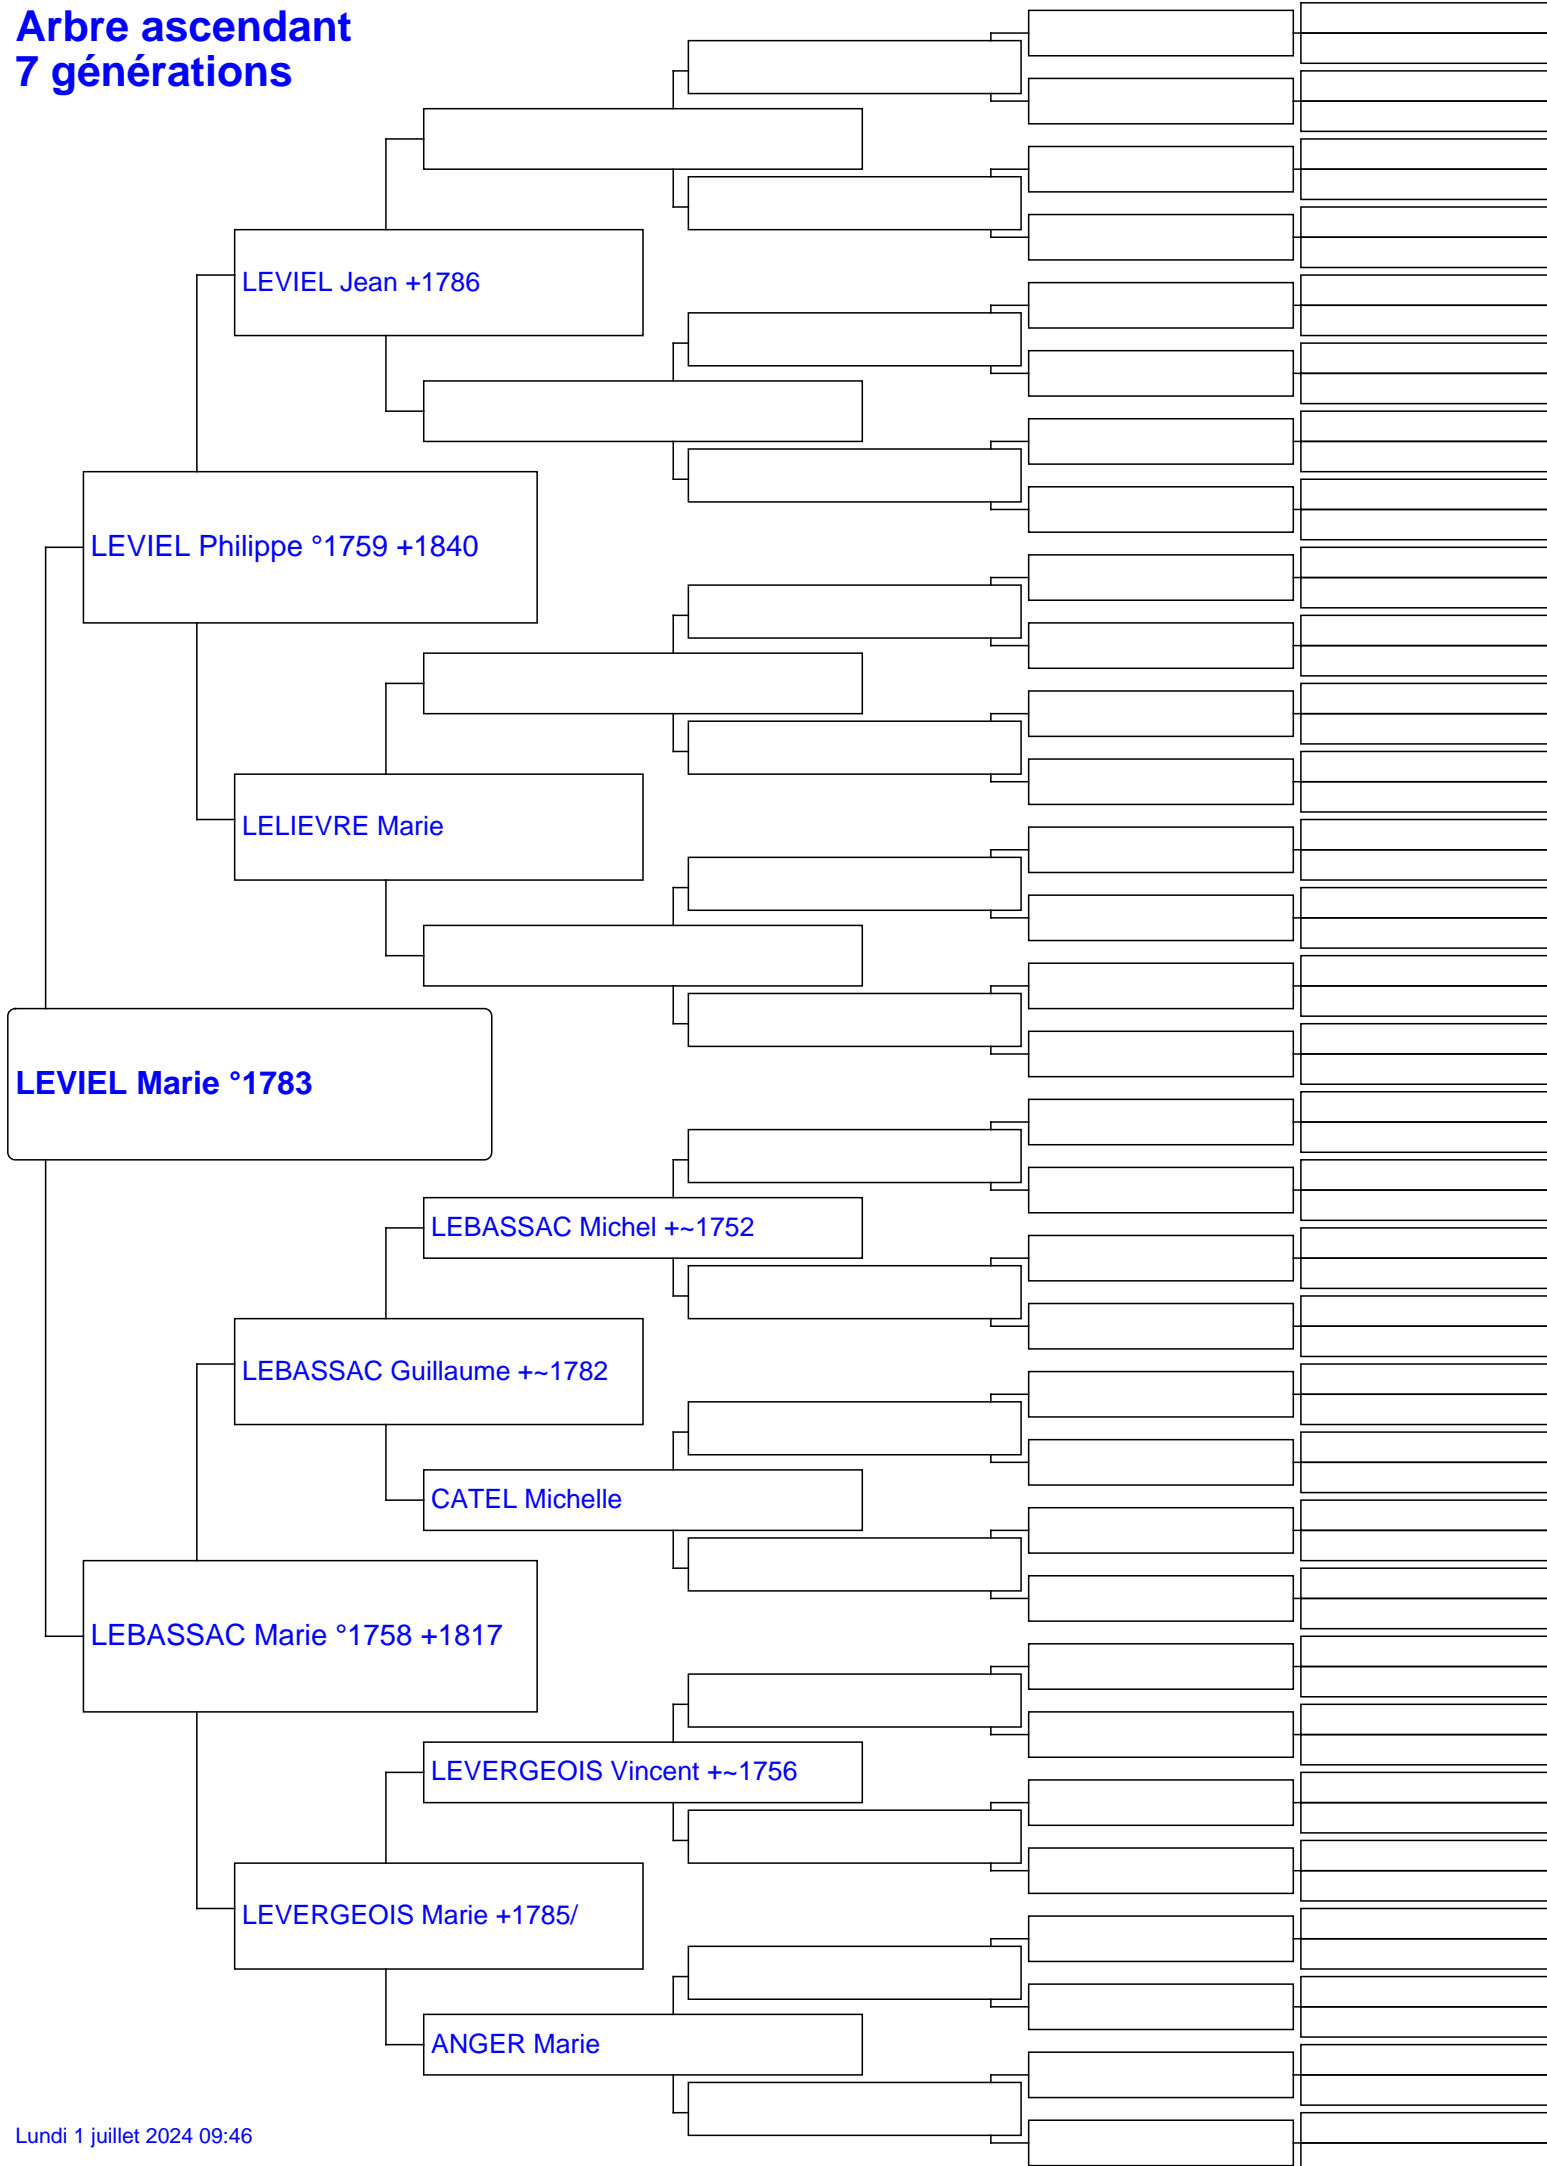 Arbre ascendant
7 générations
LEVIEL Jean +1786
LEVIEL Philippe °1759 +1840
LELIEVRE Marie
LEVIEL Marie °1783
LEBASSAC Michel +~1752
LEBASSAC Guillaume +~1782
CATEL Michelle
LEBASSAC Marie °1758 +1817
LEVERGEOIS Vincent +~1756
LEVERGEOIS Marie +1785/
ANGER Marie
Lundi 1 juillet 2024 09:46